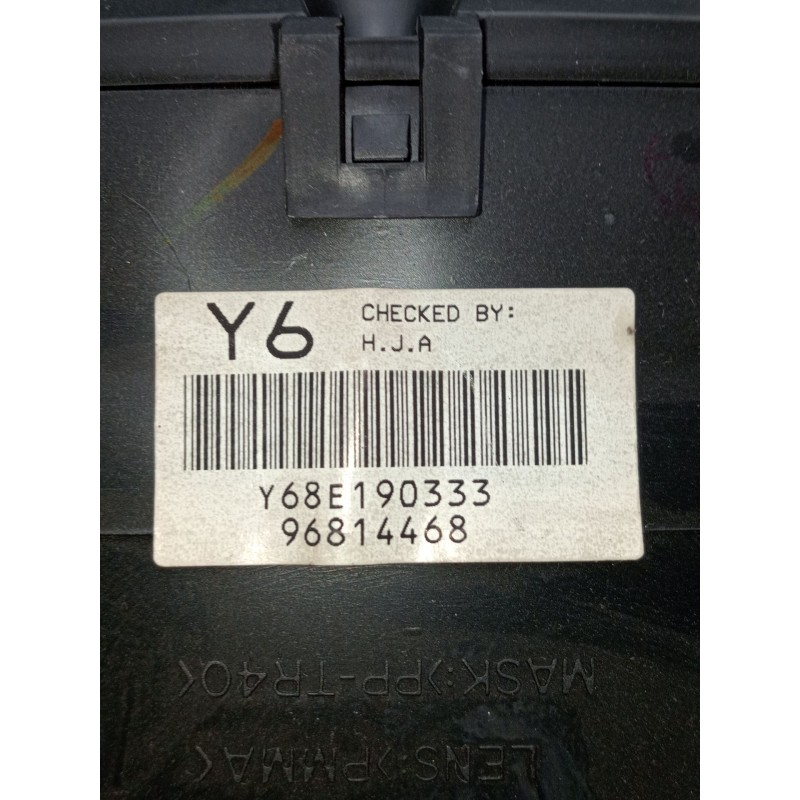 Y6
CHECKED BY:
H.J.A
Y68E190333
96814468
MASK:>PP-TR40<
LENS:>PMMA<